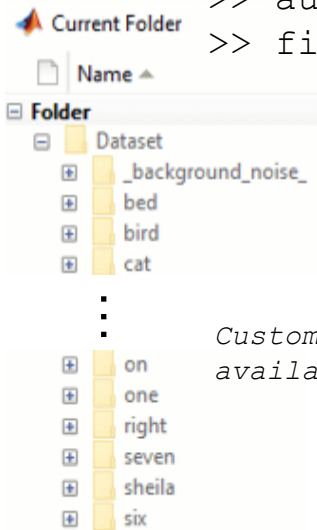 >> au
Current Folder
>> fi
Name
Folder
Dataset
_background_noise_
bed
bird
cat
Custom
availa
on
one
right
seven
sheila
six